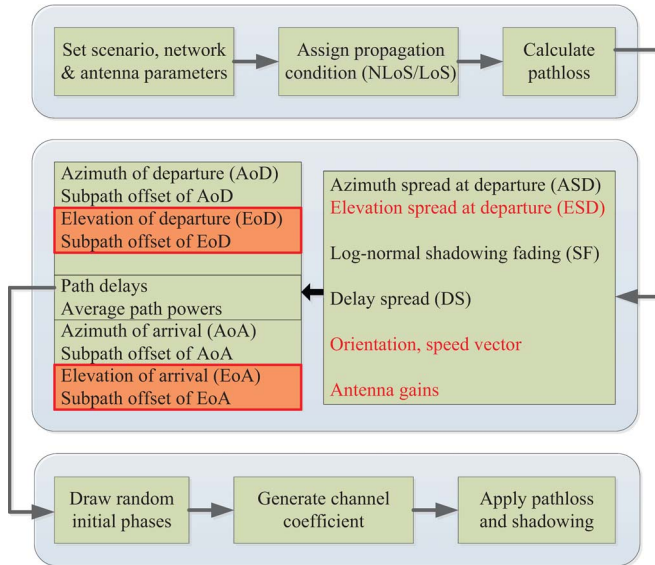 Set scenario, network
& antenna parameters
Assign propagation
condition (NLoS/LoS)
Calculate
pathloss
Azimuth of departure (AoD)
Subpath offset of AoD
Elevation of departure (EoD)
Subpath offset of EoD
Path delays
Average path powers
Azimuth of arrival (AoA)
Subpath offset of AoA
Elevation of arrival (EoA)
Subpath offset of EoA
Azimuth spread at departure (ASD)
Elevation spread at departure (ESD)
Log-normal shadowing fading (SF)
Delay spread (DS)
Orientation, speed vector
Antenna gains
Draw random
initial phases
Generate channel
coefficient
Apply pathloss
and shadowing